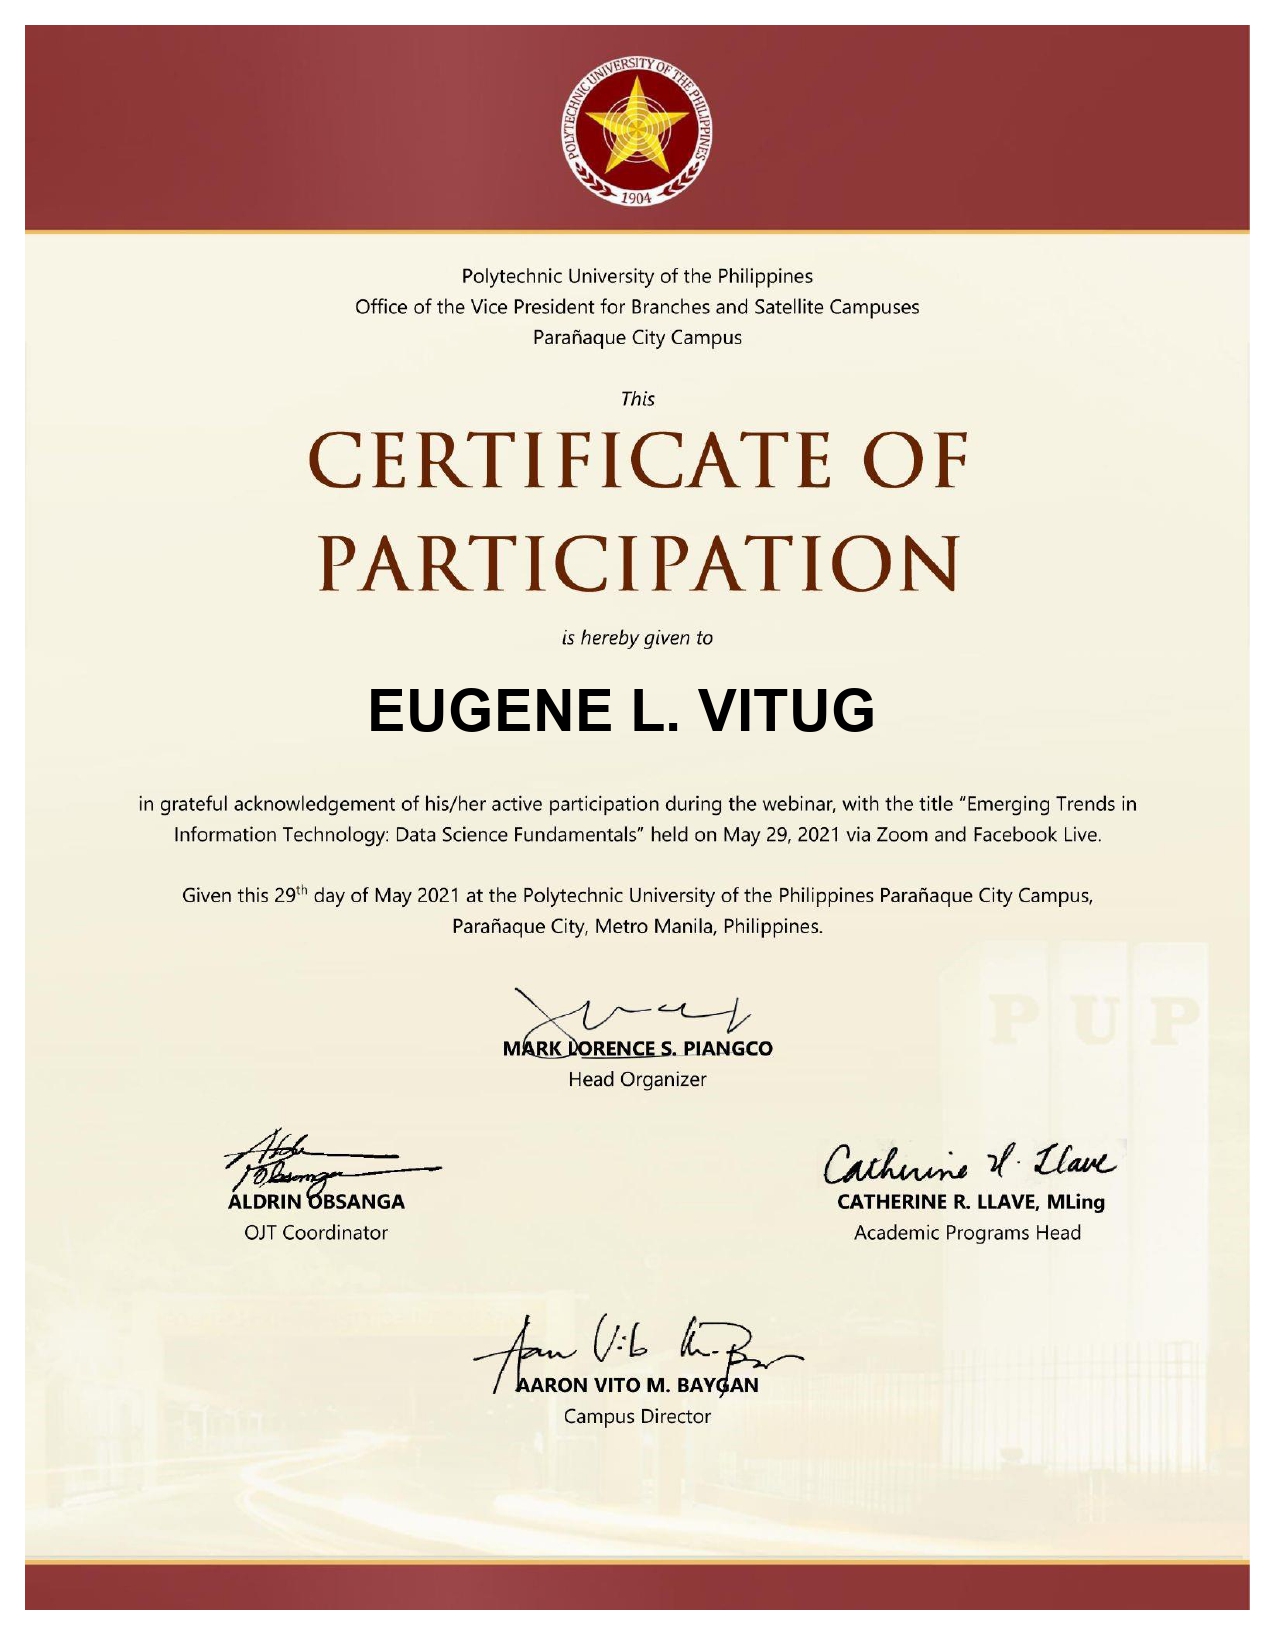 POLYTECHNIC UNIVERSITY OF THE PHILIPPINES
1904
Polytechnic University of the Philippines
Office of the Vice President for Branches and Satellite Campuses
Parañaque City Campus
This
CERTIFICATE OF
PARTICIPATION
is hereby given to
EUGENE L. VITUG
in grateful acknowledgement of his/her active participation during the webinar, with the title “Emerging Trends in
Information Technology: Data Science Fundamentals” held on May 29, 2021 via Zoom and Facebook Live.
Given this 29th day of May 2021 at the Polytechnic University of the Philippines Parañaque City Campus,
Parañaque City, Metro Manila, Philippines.
PUP
MARK LORENCE S. PIANGCO
Head Organizer
ALDRIN OBSANGA
OJT Coordinator
Catherine R. Llave
CATHERINE R. LLAVE, MLing
Academic Programs Head
AARON VITO M. BAYGAN
Campus Director